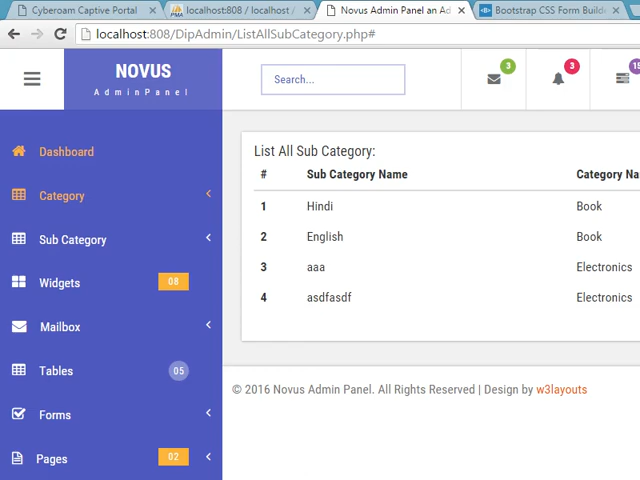 Cyberoam Captive Portal
localhost:808 / localhost /
Novus Admin Panel an Ad
Bootstrap CSS Form Build
localhost:808/DipAdmin/ListAllSubCategory.php#
NOVUS
AdminPanel
Search...
3
3
15
Dashboard
Category
Sub Category
Widgets
08
Mailbox
Tables
05
Forms
Pages
02
List All Sub Category:
# Sub Category Name Category Na
1 Hindi Book
2 English Book
3 aaa Electronics
4 asdfasdf Electronics
© 2016 Novus Admin Panel. All Rights Reserved | Design by w3layouts